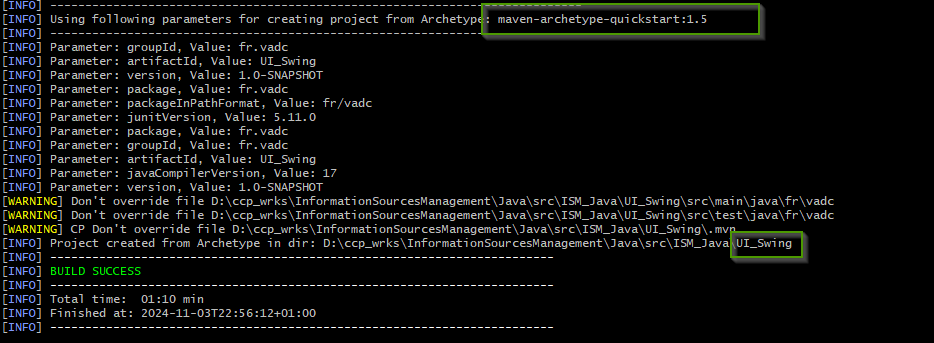 [INFO] ----------------------------------------------------------------------------
[INFO] Using following parameters for creating project from Archetype: maven-archetype-quickstart:1.5
[INFO] ----------------------------------------------------------------------------
[INFO] Parameter: groupId, Value: fr.vadc
[INFO] Parameter: artifactId, Value: UI_Swing
[INFO] Parameter: version, Value: 1.0-SNAPSHOT
[INFO] Parameter: package, Value: fr.vadc
[INFO] Parameter: packageInPathFormat, Value: fr/vadc
[INFO] Parameter: junitVersion, Value: 5.11.0
[INFO] Parameter: package, Value: fr.vadc
[INFO] Parameter: groupId, Value: fr.vadc
[INFO] Parameter: artifactId, Value: UI_Swing
[INFO] Parameter: javaCompilerVersion, Value: 17
[INFO] Parameter: version, Value: 1.0-SNAPSHOT
[WARNING] Don't override file D:\ccp_wrks\InformationSourcesManagement\Java\src\ISM_Java\UI_Swing\src\main\java\fr\vadc
[WARNING] Don't override file D:\ccp_wrks\InformationSourcesManagement\Java\src\ISM_Java\UI_Swing\src\test\java\fr\vadc
[WARNING] CP Don't override file D:\ccp_wrks\InformationSourcesManagement\Java\src\ISM_Java\UI_Swing\.mvn
[INFO] Project created from Archetype in dir: D:\ccp_wrks\InformationSourcesManagement\Java\src\ISM_Java\UI_Swing
[INFO] ------------------------------------------------------------------------
[INFO] BUILD SUCCESS
[INFO] ------------------------------------------------------------------------
[INFO] Total time:  01:10 min
[INFO] Finished at: 2024-11-03T22:56:12+01:00
[INFO] ------------------------------------------------------------------------